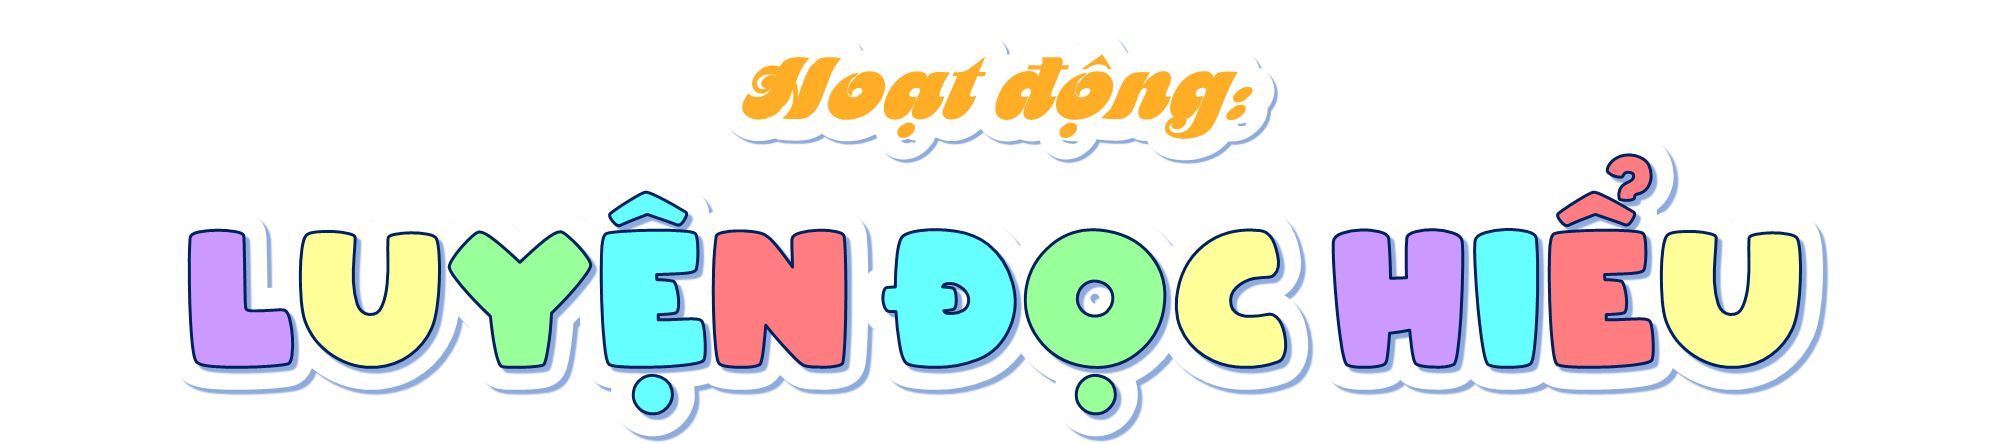 Hoạt động:
LUYỆN ĐỌC HIỂU